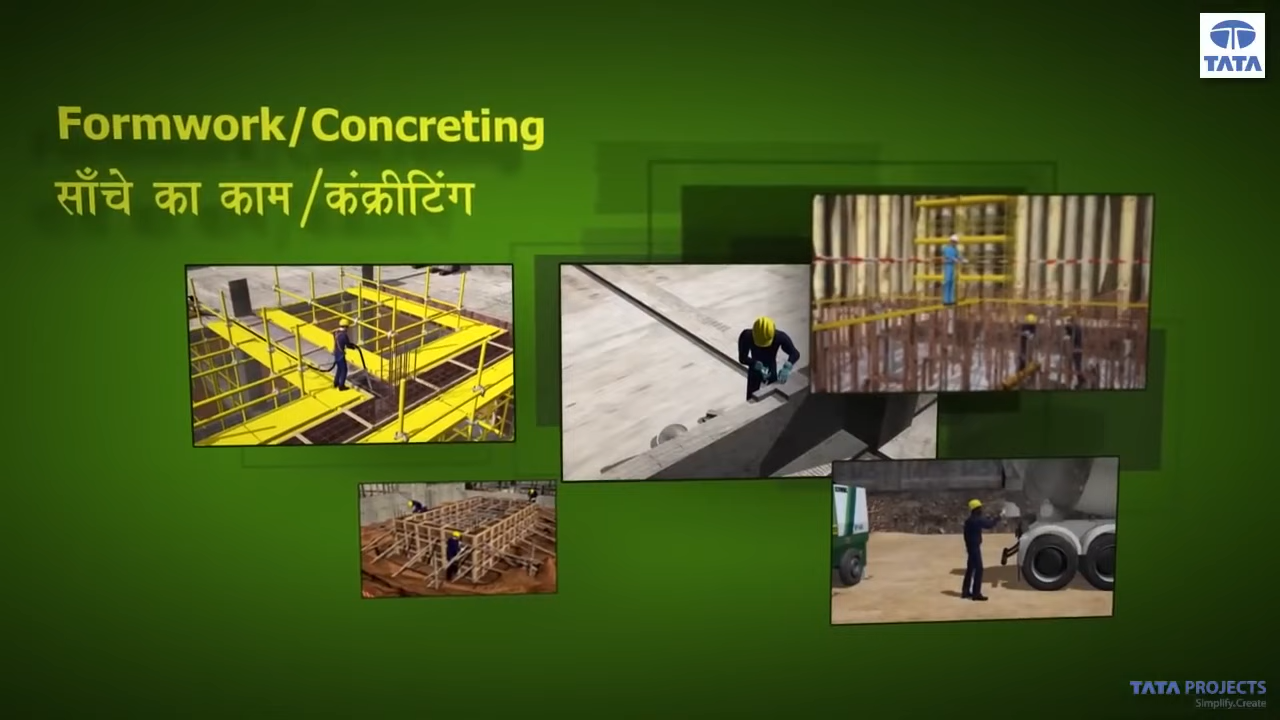 TATA
Formwork/Concreting
साँचे का काम/कंक्रीटिंग
TATA PROJECTS
Simplify.Create